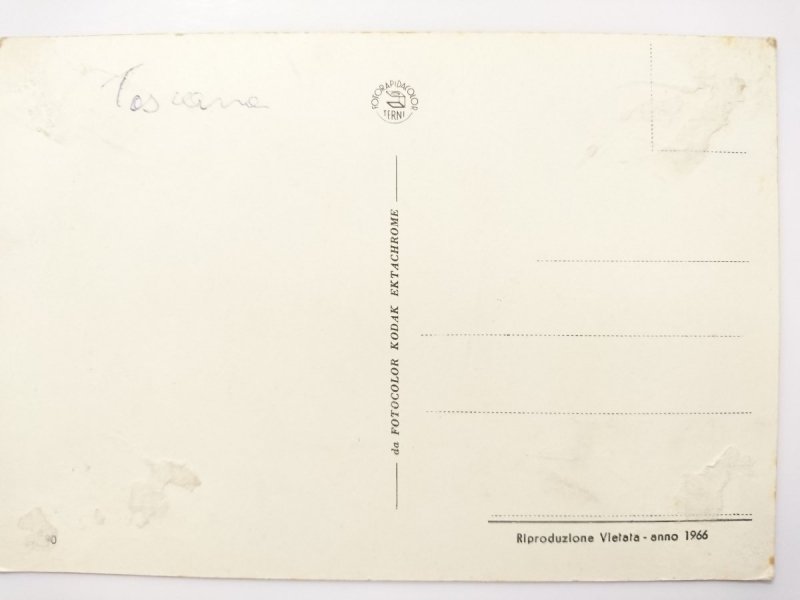 Toscana
FOTORAPIDACOLOR
TERNI
da FOTOCOLOR KODAK EKTACHROME
Riproduzione Vietata - anno 1966